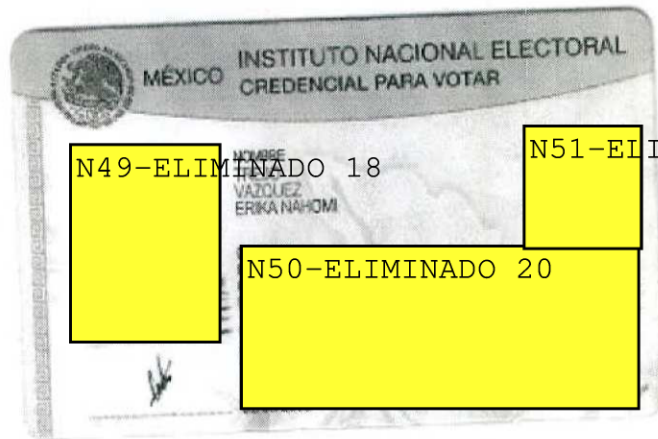 MÉXICO
INSTITUTO NACIONAL ELECTORAL
CREDENCIAL PARA VOTAR
N49-ELIMINADO 18
NOMBRE
VAZQUEZ
ERIKA NAHOMI
N51-ELI
N50-ELIMINADO 20